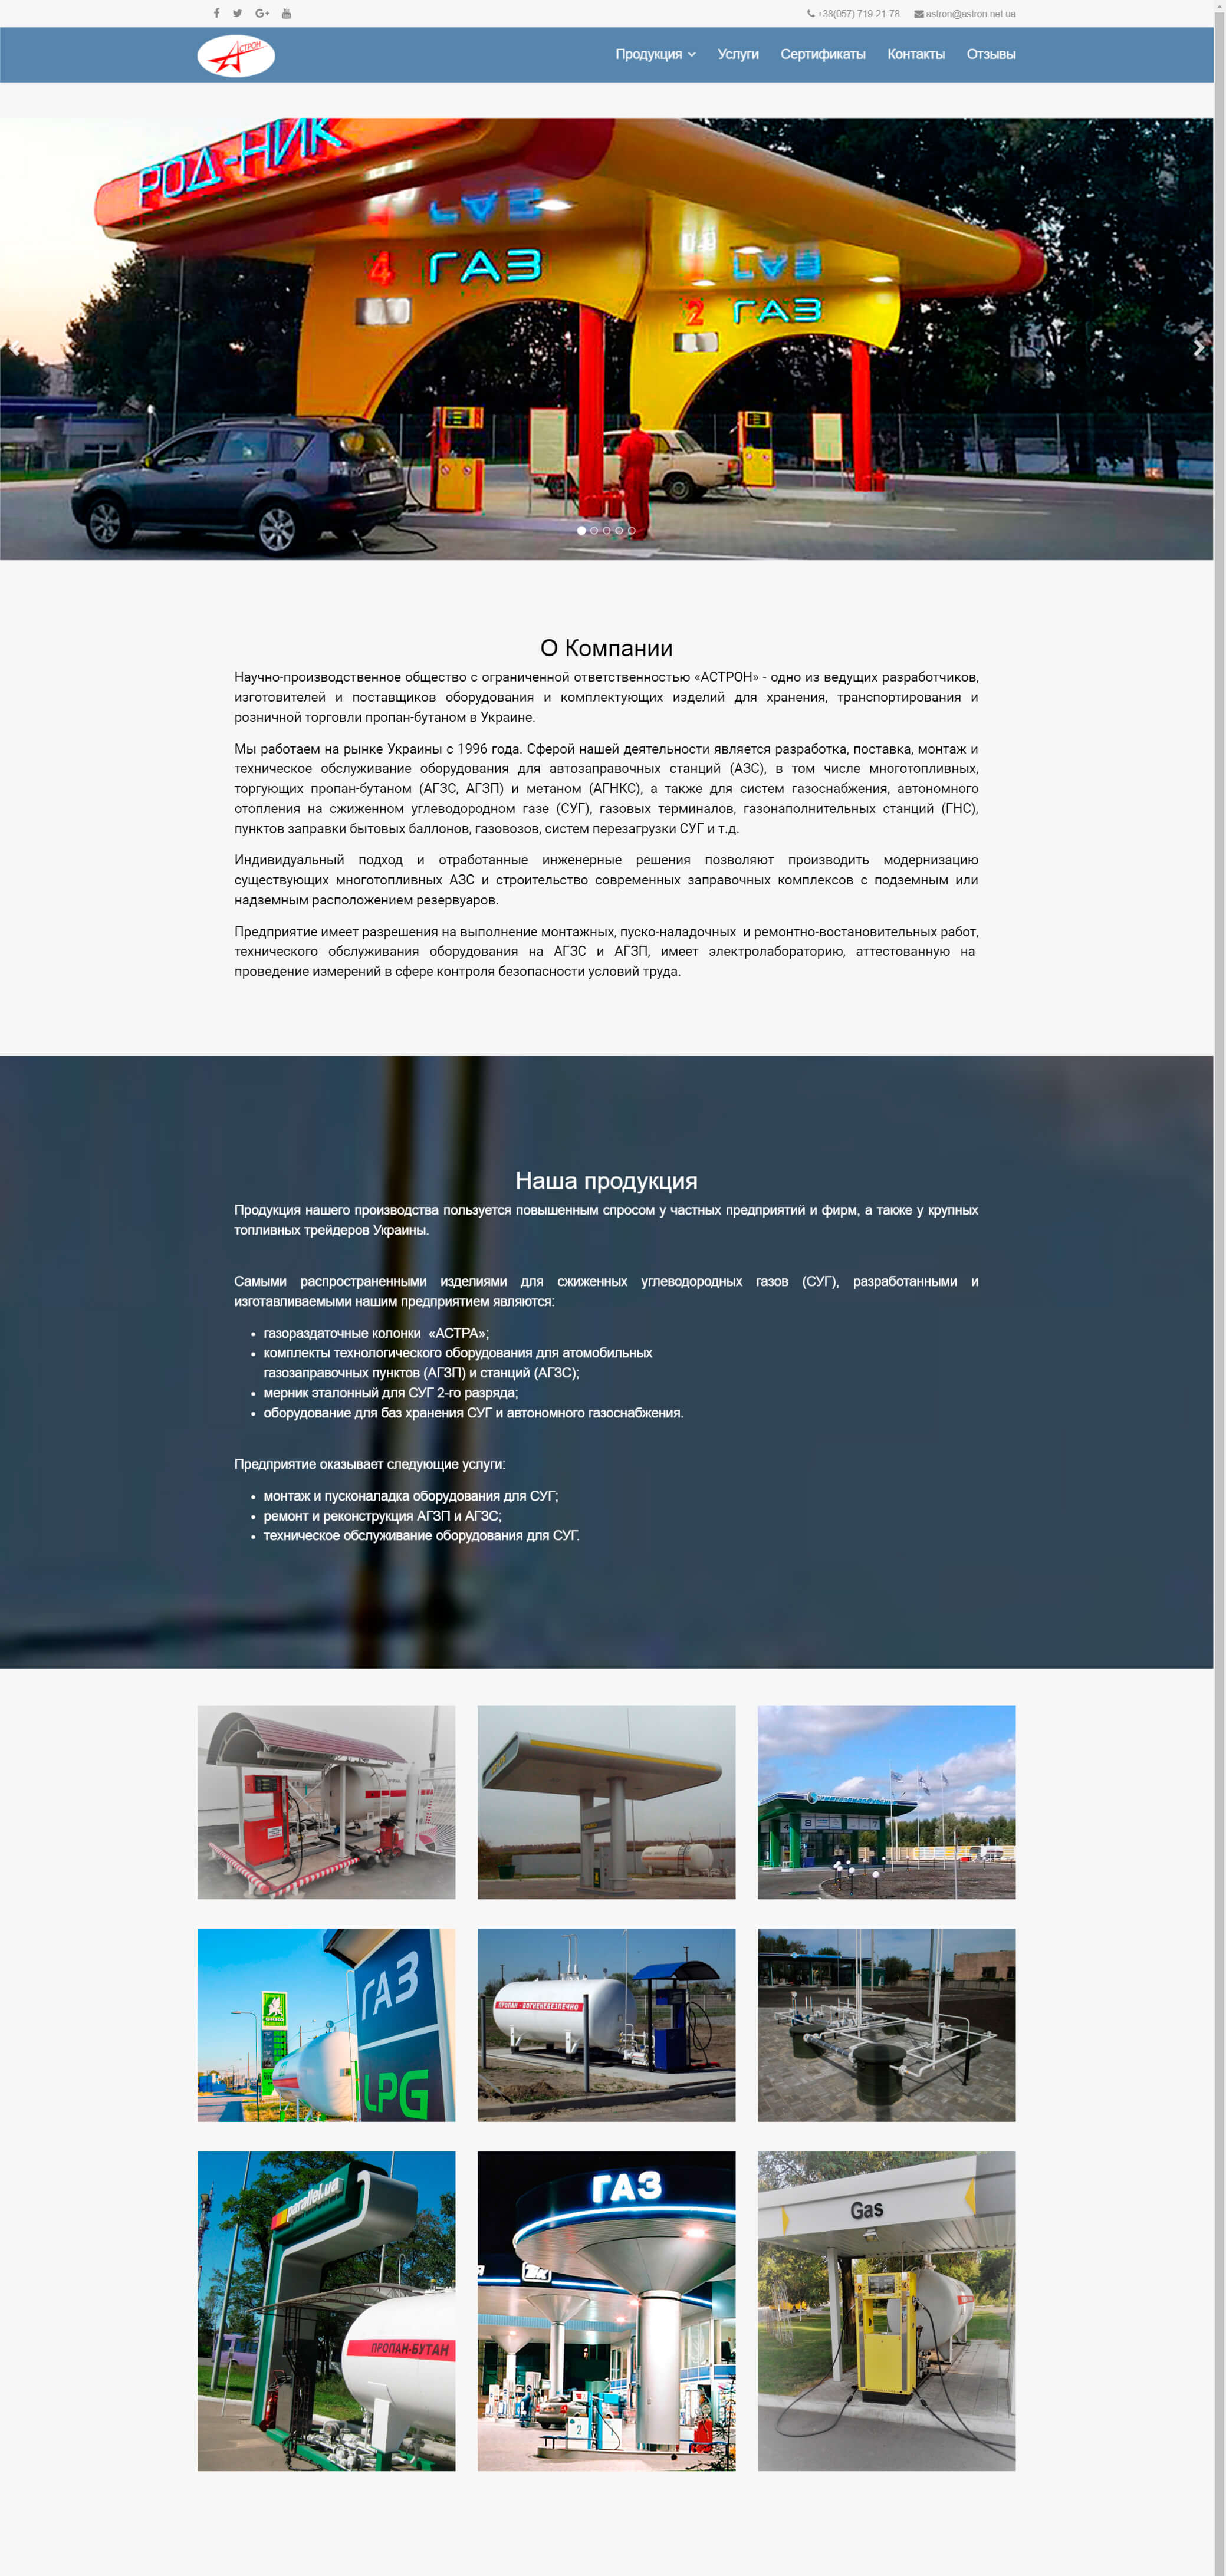 +38(057) 719-21-78 astron@astron.net.ua
АСТРОН
Продукция Услуги Сертификаты Контакты Отзывы
РОД-НИК
4 ГАЗ
2 ГАЗ
О Компании
Научно-производственное общество с ограниченной ответственностью «АСТРОН» - одно из ведущих разработчиков,
изготовителей и поставщиков оборудования и комплектующих изделий для хранения, транспортирования и
розничной торговли пропан-бутаном в Украине.
Мы работаем на рынке Украины с 1996 года. Сферой нашей деятельности является разработка, поставка, монтаж и
техническое обслуживание оборудования для автозаправочных станций (АЗС), в том числе многотопливных,
торгующих пропан-бутаном (АГЗС, АГЗП) и метаном (АГНКС), а также для систем газоснабжения, автономного
отопления на сжиженном углеводородном газе (СУГ), газовых терминалов, газонаполнительных станций (ГНС),
пунктов заправки бытовых баллонов, газовозов, систем перезагрузки СУГ и т.д.
Индивидуальный подход и отработанные инженерные решения позволяют производить модернизацию
существующих многотопливных АЗС и строительство современных заправочных комплексов с подземным или
надземным расположением резервуаров.
Предприятие имеет разрешения на выполнение монтажных, пуско-наладочных и ремонтно-востановительных работ,
технического обслуживания оборудования на АГЗС и АГЗП, имеет электролабораторию, аттестованную на
проведение измерений в сфере контроля безопасности условий труда.
Наша продукция
Продукция нашего производства пользуется повышенным спросом у частных предприятий и фирм, а также у крупных
топливных трейдеров Украины.
Самыми распространенными изделиями для сжиженных углеводородных газов (СУГ), разработанными и
изготавливаемыми нашим предприятием являются:
• газораздаточные колонки «АСТРА»;
• комплекты технологического оборудования для атомобильных
газозаправочных пунктов (АГЗП) и станций (АГЗС);
• мерник эталонный для СУГ 2-го разряда;
• оборудование для баз хранения СУГ и автономного газоснабжения.
Предприятие оказывает следующие услуги:
• монтаж и пусконаладка оборудования для СУГ;
• ремонт и реконструкция АГЗП и АГЗС;
• техническое обслуживание оборудования для СУГ.
ГАЗ
LPG
ПРОПАН - ВОГНЕНЕБЕЗПЕЧНО
parallel.ua
ПРОПАН-БУТАН
ГАЗ
2
Gas